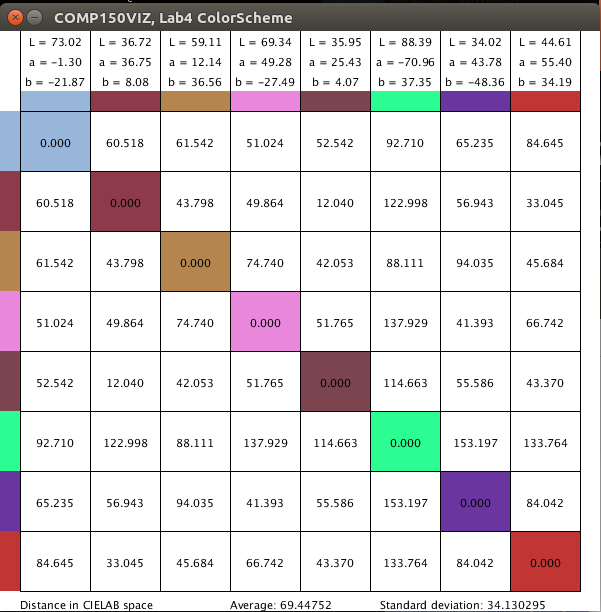 COMP150VIZ, Lab4 ColorScheme
L = 73.02 L = 36.72 L = 59.11 L = 69.34 L = 35.95 L = 88.39 L = 34.02 L = 44.61
a = −1.30 a = 36.75 a = 12.14 a = 49.28 a = 25.43 a = −70.96 a = 43.78 a = 55.40
b = −21.87 b = 8.08 b = 36.56 b = −27.49 b = 4.07 b = 37.35 b = −48.36 b = 34.19
0.000 60.518 61.542 51.024 52.542 92.710 65.235 84.645
60.518 0.000 43.798 49.864 12.040 122.998 56.943 33.045
61.542 43.798 0.000 74.740 42.053 88.111 94.035 45.684
51.024 49.864 74.740 0.000 51.765 137.929 41.393 66.742
52.542 12.040 42.053 51.765 0.000 114.663 55.586 43.370
92.710 122.998 88.111 137.929 114.663 0.000 153.197 133.764
65.235 56.943 94.035 41.393 55.586 153.197 0.000 84.042
84.645 33.045 45.684 66.742 43.370 133.764 84.042 0.000
Distance in CIELAB space Average: 69.44752 Standard deviation: 34.130295